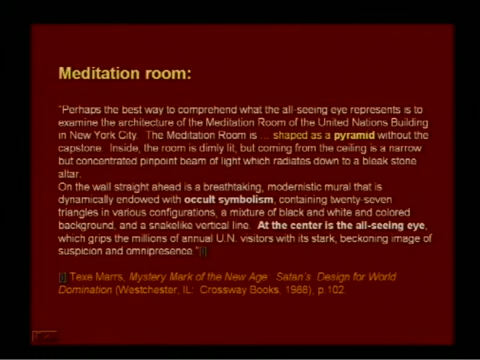 Meditation room:
"Perhaps the best way to comprehend what the all-seeing eye represents is to
examine the architecture of the Meditation Room of the United Nations Building
in New York City. The Meditation Room is ... shaped as a pyramid without the
capstone. Inside, the room is dimly lit, but coming from the ceiling is a narrow
but concentrated pinpoint beam of light which radiates down to a bleak stone
altar.
On the wall straight ahead is a breathtaking, modernistic mural that is
dynamically endowed with occult symbolism, containing twenty-seven
triangles in various configurations, a mixture of black and white and colored
background, and a snakelike vertical line. At the center is the all-seeing eye,
which grips the millions of annual U.N. visitors with its stark, beckoning image of
suspicion and omnipresence."[i]
[i] Texe Marrs, Mystery Mark of the New Age Satan's Design for World
Domination (Westchester, IL: Crossway Books, 1988), p.102.